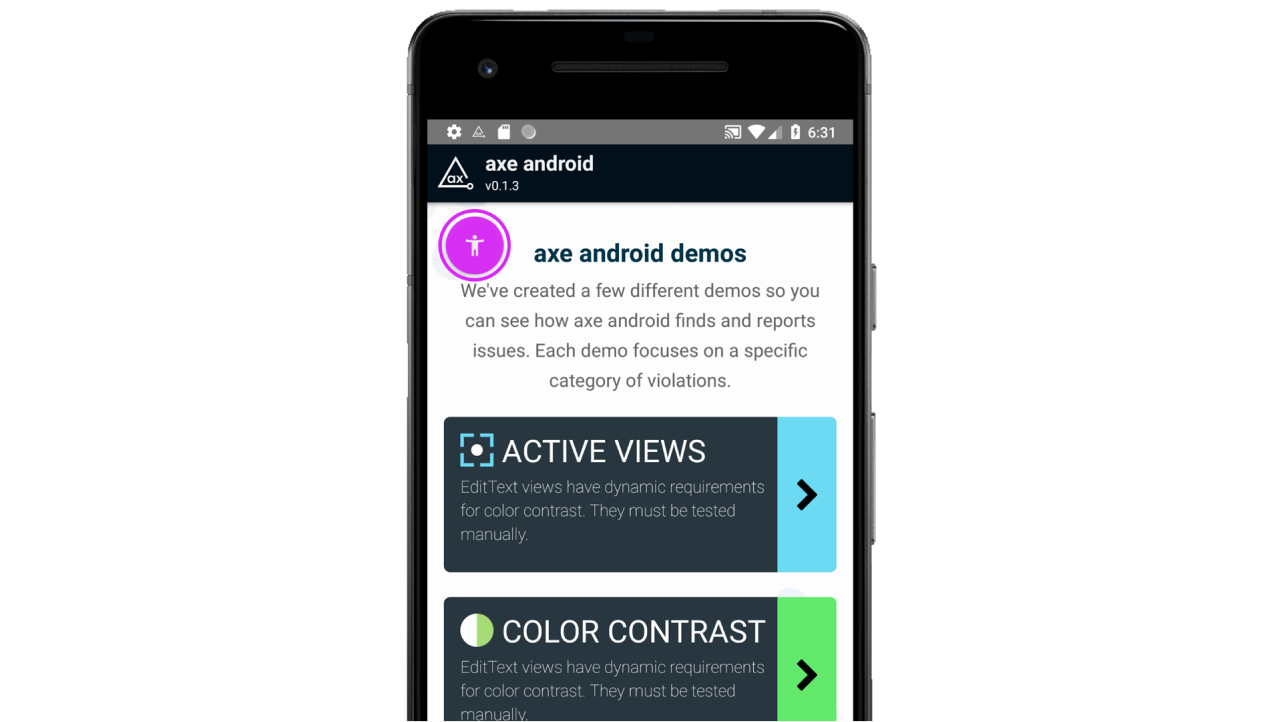 6:31
ax
axe android
v0.1.3
axe android demos
We've created a few different demos so you
can see how axe android finds and reports
issues. Each demo focuses on a specific
category of violations.
ACTIVE VIEWS
EditText views have dynamic requirements
for color contrast. They must be tested
manually.
COLOR CONTRAST
EditText views have dynamic requirements
for color contrast. They must be tested
manually.